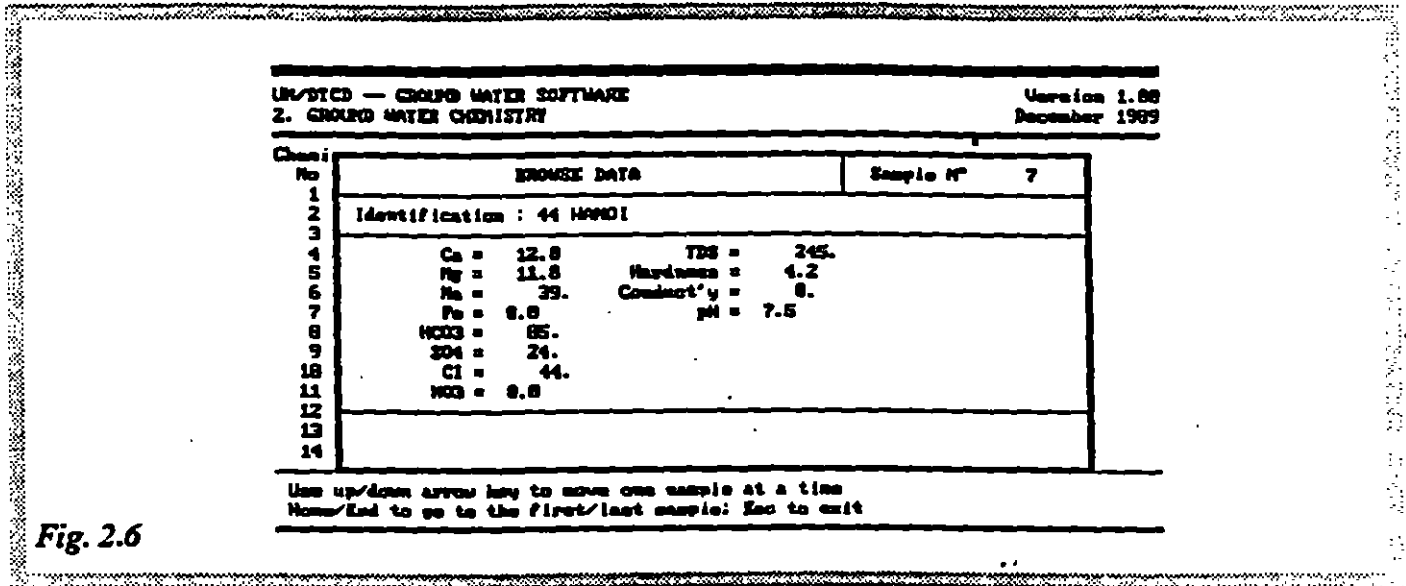 UN/DTCD — GROUND WATER SOFTWARE Version 1.00
2. GROUND WATER CHEMISTRY December 1989
Chemi
No BROWSE DATA Sample N° 7
1
2 Identification : 44 HANOI
3
4 Ca = 12.0 TDS = 245.
5 Mg = 11.0 Hardness = 4.2
6 Na = 39. Conduct'y = 0.
7 Fe = 0.0 pH = 7.5
8 HCO3 = 85.
9 SO4 = 24.
10 Cl = 44.
11 NO3 = 0.0
12
13
14
Use up/down arrow key to move one sample at a time
Home/End to go to the first/last sample; Esc to exit
Fig. 2.6